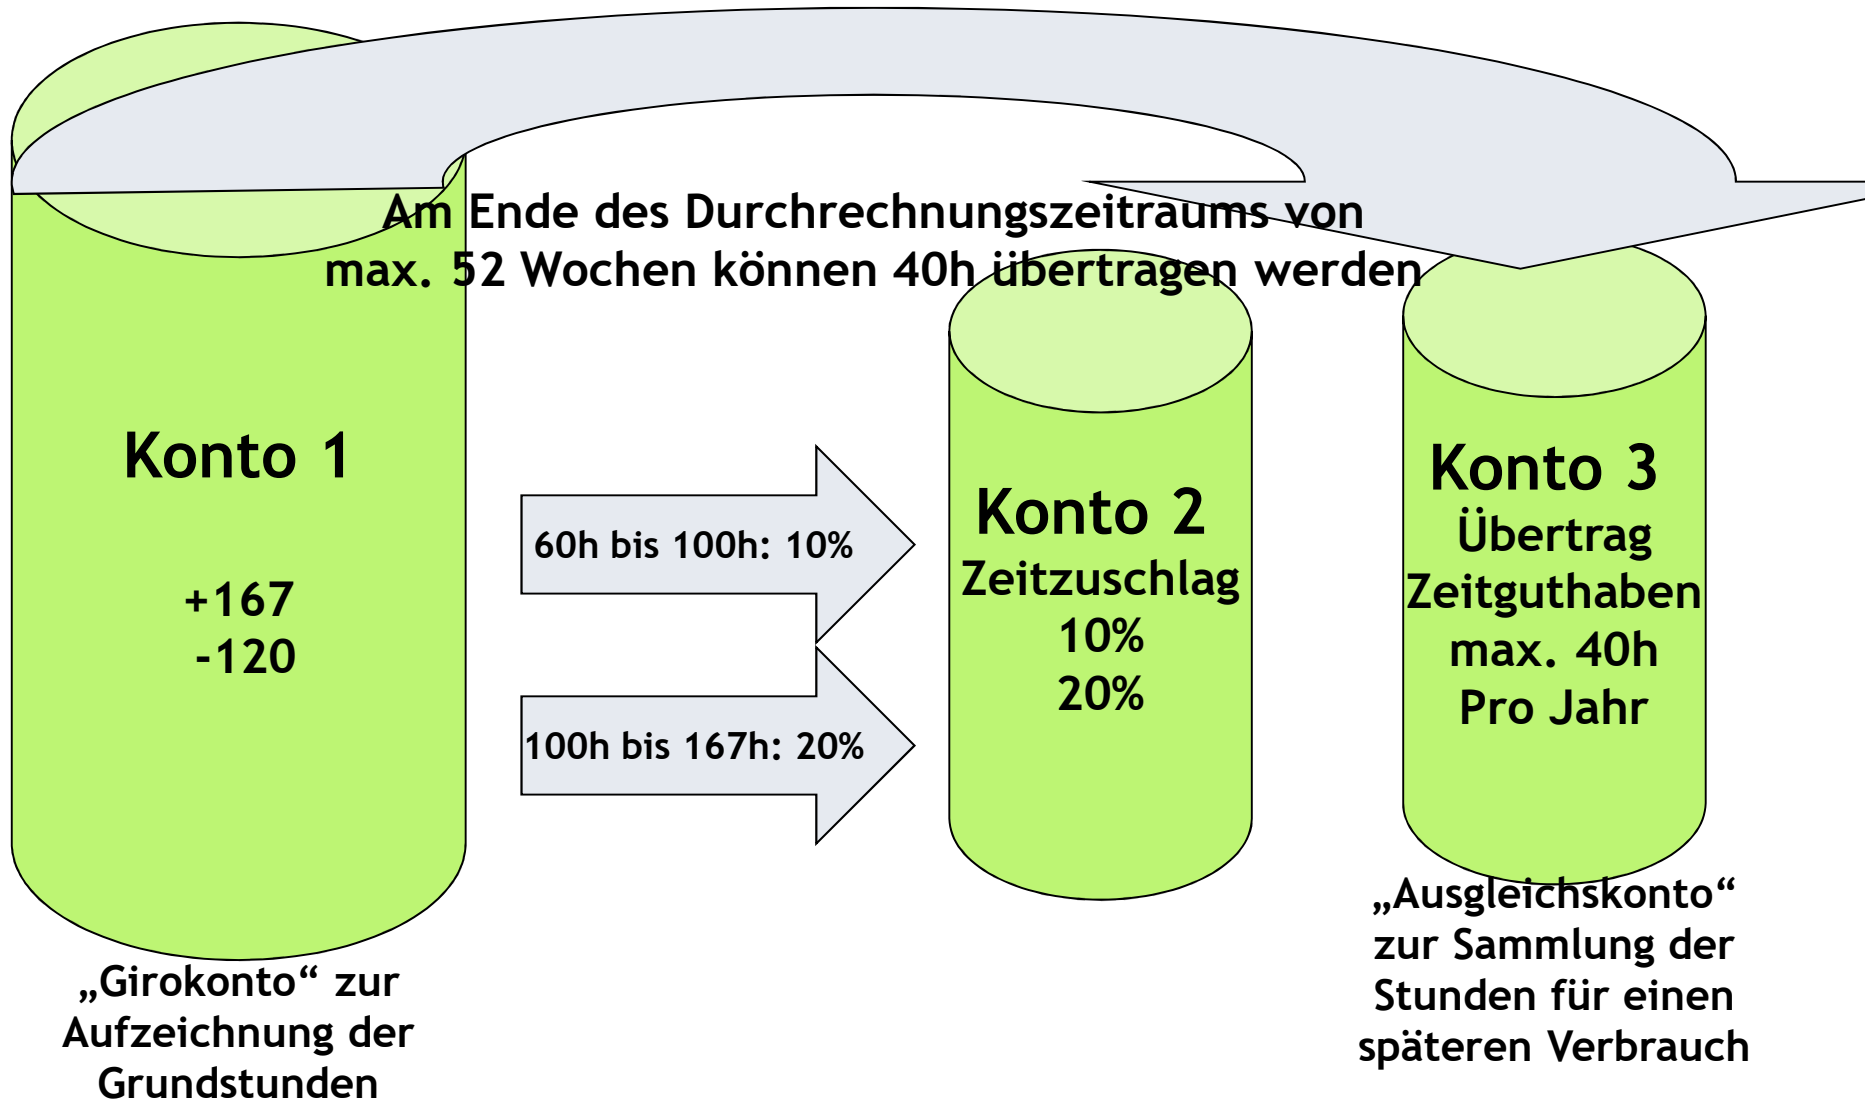 Am Ende des Durchrechnungszeitraums von
max. 52 Wochen können 40h übertragen werden
Konto 1
+167
-120
„Girokonto“ zur
Aufzeichnung der
Grundstunden
60h bis 100h: 10%
100h bis 167h: 20%
Konto 2
Zeitzuschlag
10%
20%
Konto 3
Übertrag
Zeitguthaben
max. 40h
Pro Jahr
„Ausgleichskonto“
zur Sammlung der
Stunden für einen
späteren Verbrauch